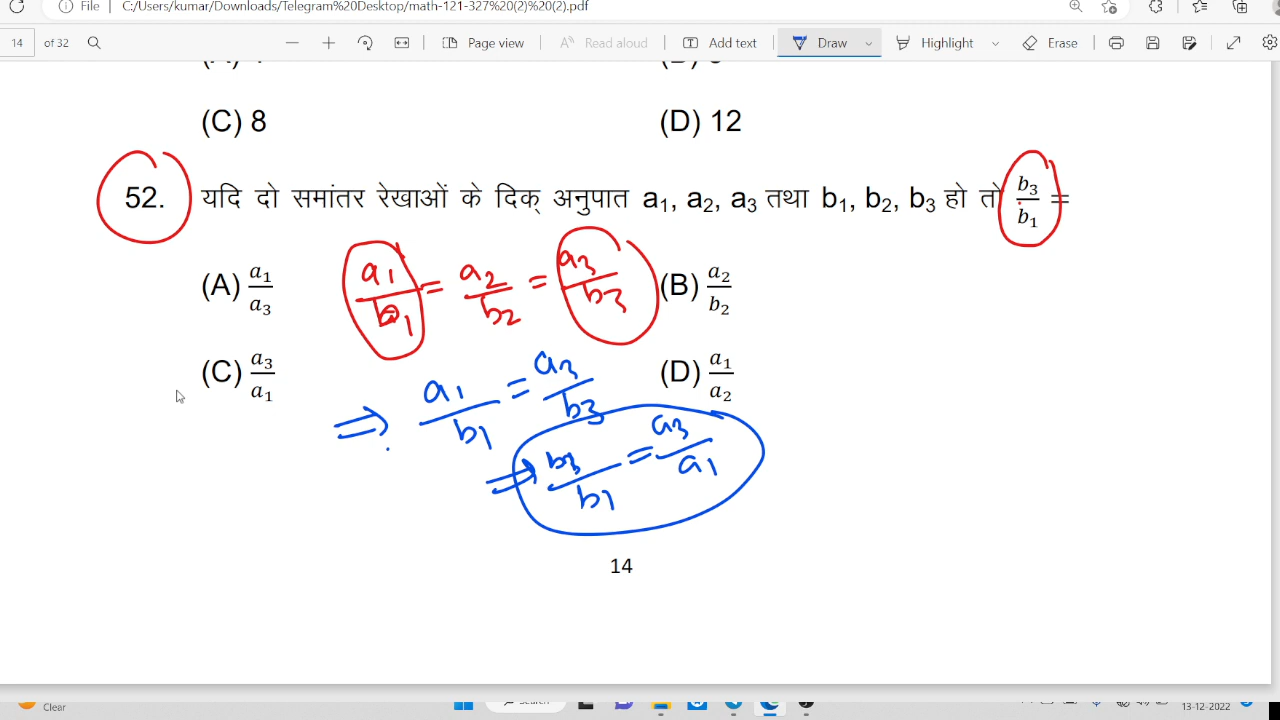 File C:/Users/kumar/Downloads/Telegram%20Desktop/math-121-327%20(2)%20(2).pdf
14 of 32 Page view Read aloud Add text Draw Highlight Erase
(C) 8 (D) 12
52. यदि दो समांतर रेखाओं के दिक् अनुपात a₁, a₂, a₃ तथा b₁, b₂, b₃ हो तो b₃/b₁ =
a1/b1 = a2/b2 = a3/b3
(A) a₁/a₃ (B) a₂/b₂
(C) a₃/a₁ (D) a₁/a₂
⇒ a1/b1 = a3/b3
⇒ b3/b1 = a3/a1
14
Clear 13-12-2022